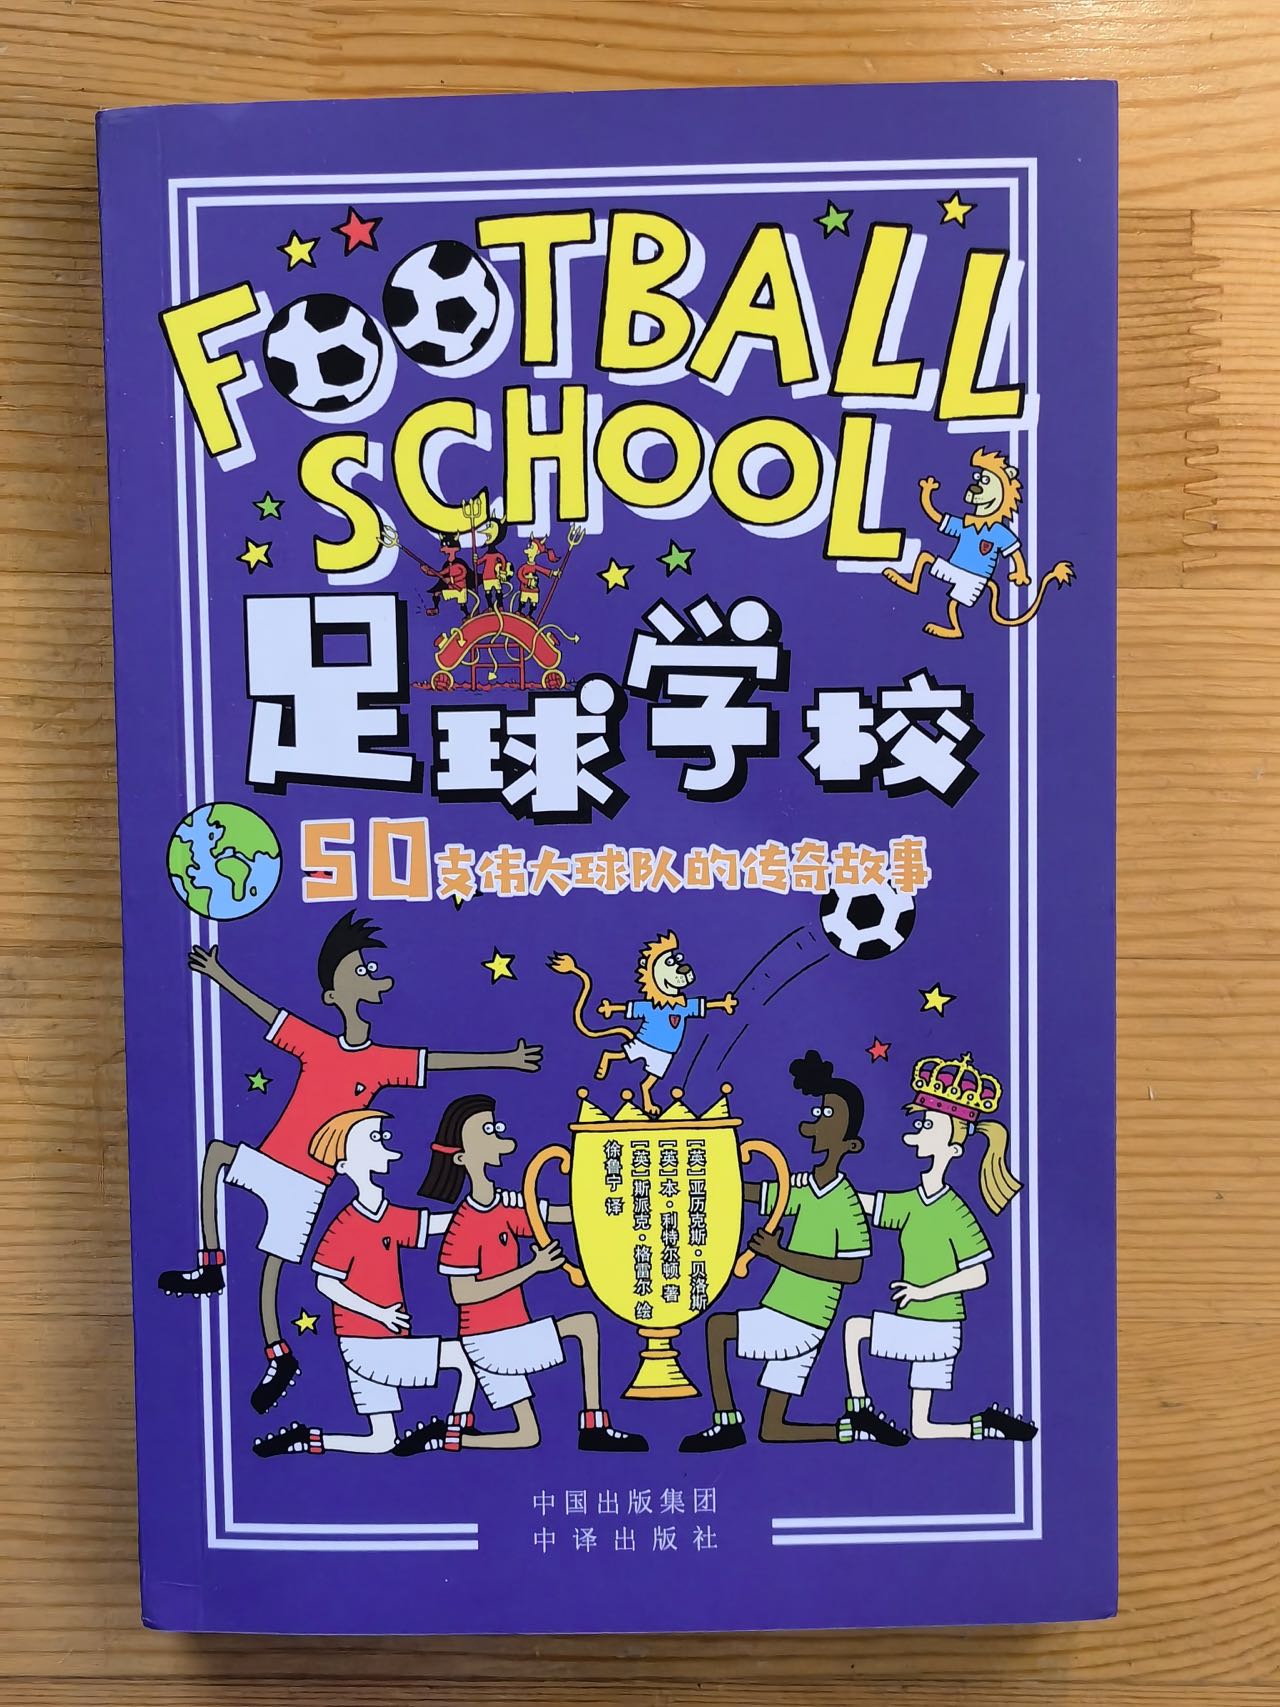 FOOTBALL
SCHOOL
足球学校
50支伟大球队的传奇故事
[英]亚历克斯·贝洛斯
[英]本·利特尔顿 著
[英]斯派克·格雷尔 绘
徐鲁宁 译
中国出版集团
中译出版社